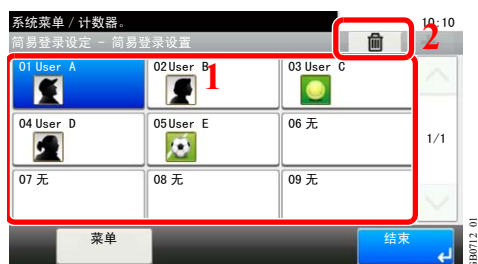 系统菜单 / 计数器。
10:10
简易登录设定 - 简易登录设置
2
01 User A
02 User B
1
03 User C
04 User D
05 User E
06 无
1/1
07 无
08 无
09 无
菜单
结束
GB0712_01